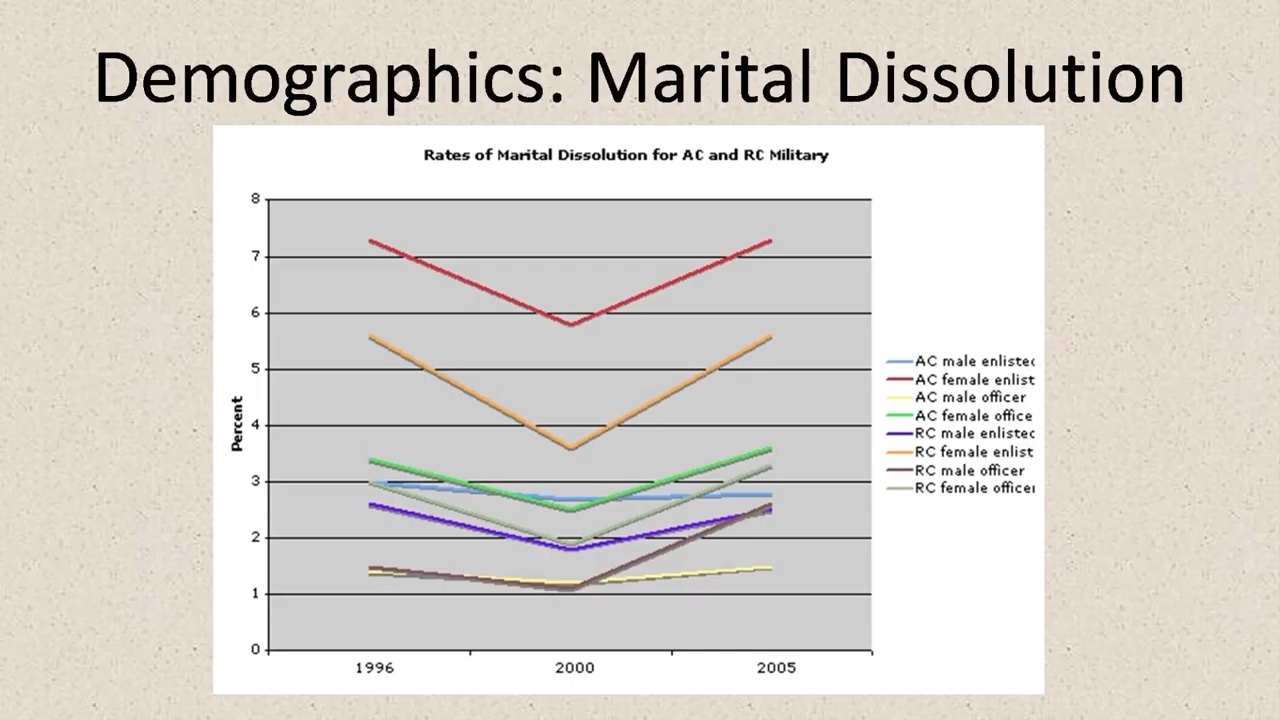 Demographics: Marital Dissolution
Rates of Marital Dissolution for AC and RC Military
8
7
6
5
4
3
2
1
0
Percent
1996 2000 2005
AC male enlisted
AC female enlist
AC male officer
AC female office
RC male enlisted
RC female enlist
RC male officer
RC female officer